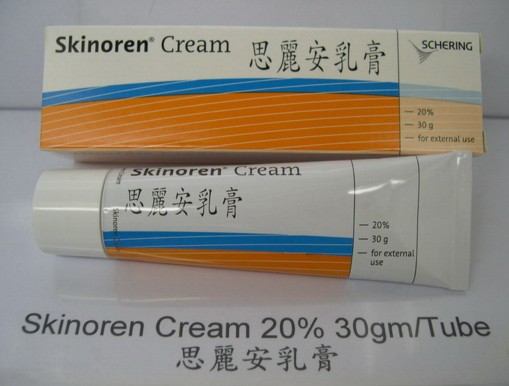 Skinoren® Cream 思麗安乳膏
SCHERING
20%
30 g
for external use
Skinoren® Cream
思麗安乳膏
20%
30 g
for external
use
Skinoren Cream 20% 30gm/Tube
思麗安乳膏